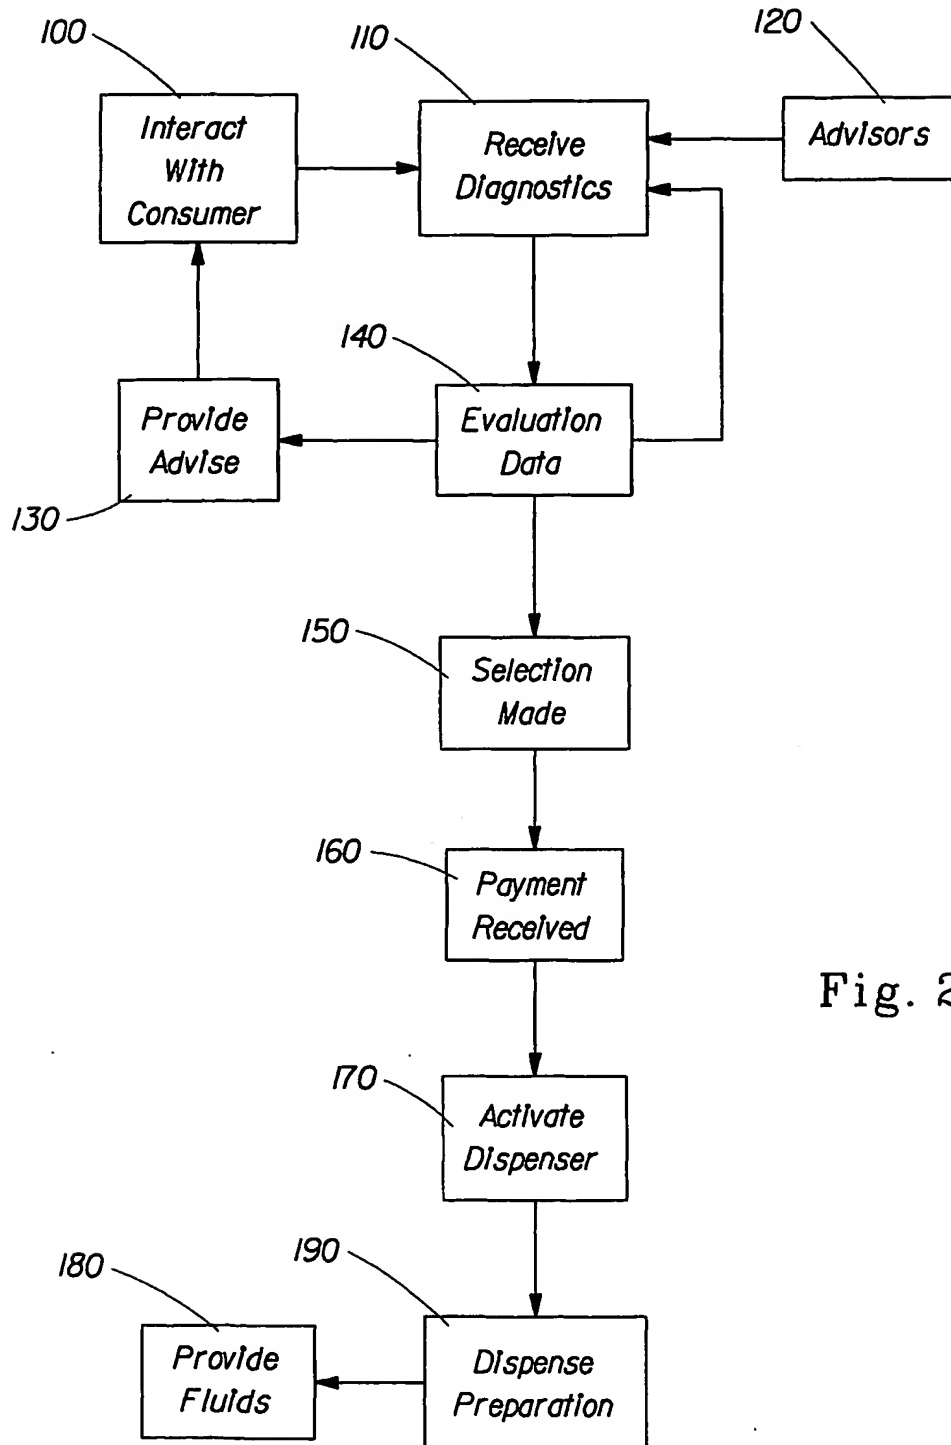 100
110
120
Interact
With
Consumer
Receive
Diagnostics
Advisors
140
Provide
Advise
Evaluation
Data
130
150
Selection
Made
160
Payment
Received
Fig. 2
170
Activate
Dispenser
180
190
Provide
Fluids
Dispense
Preparation